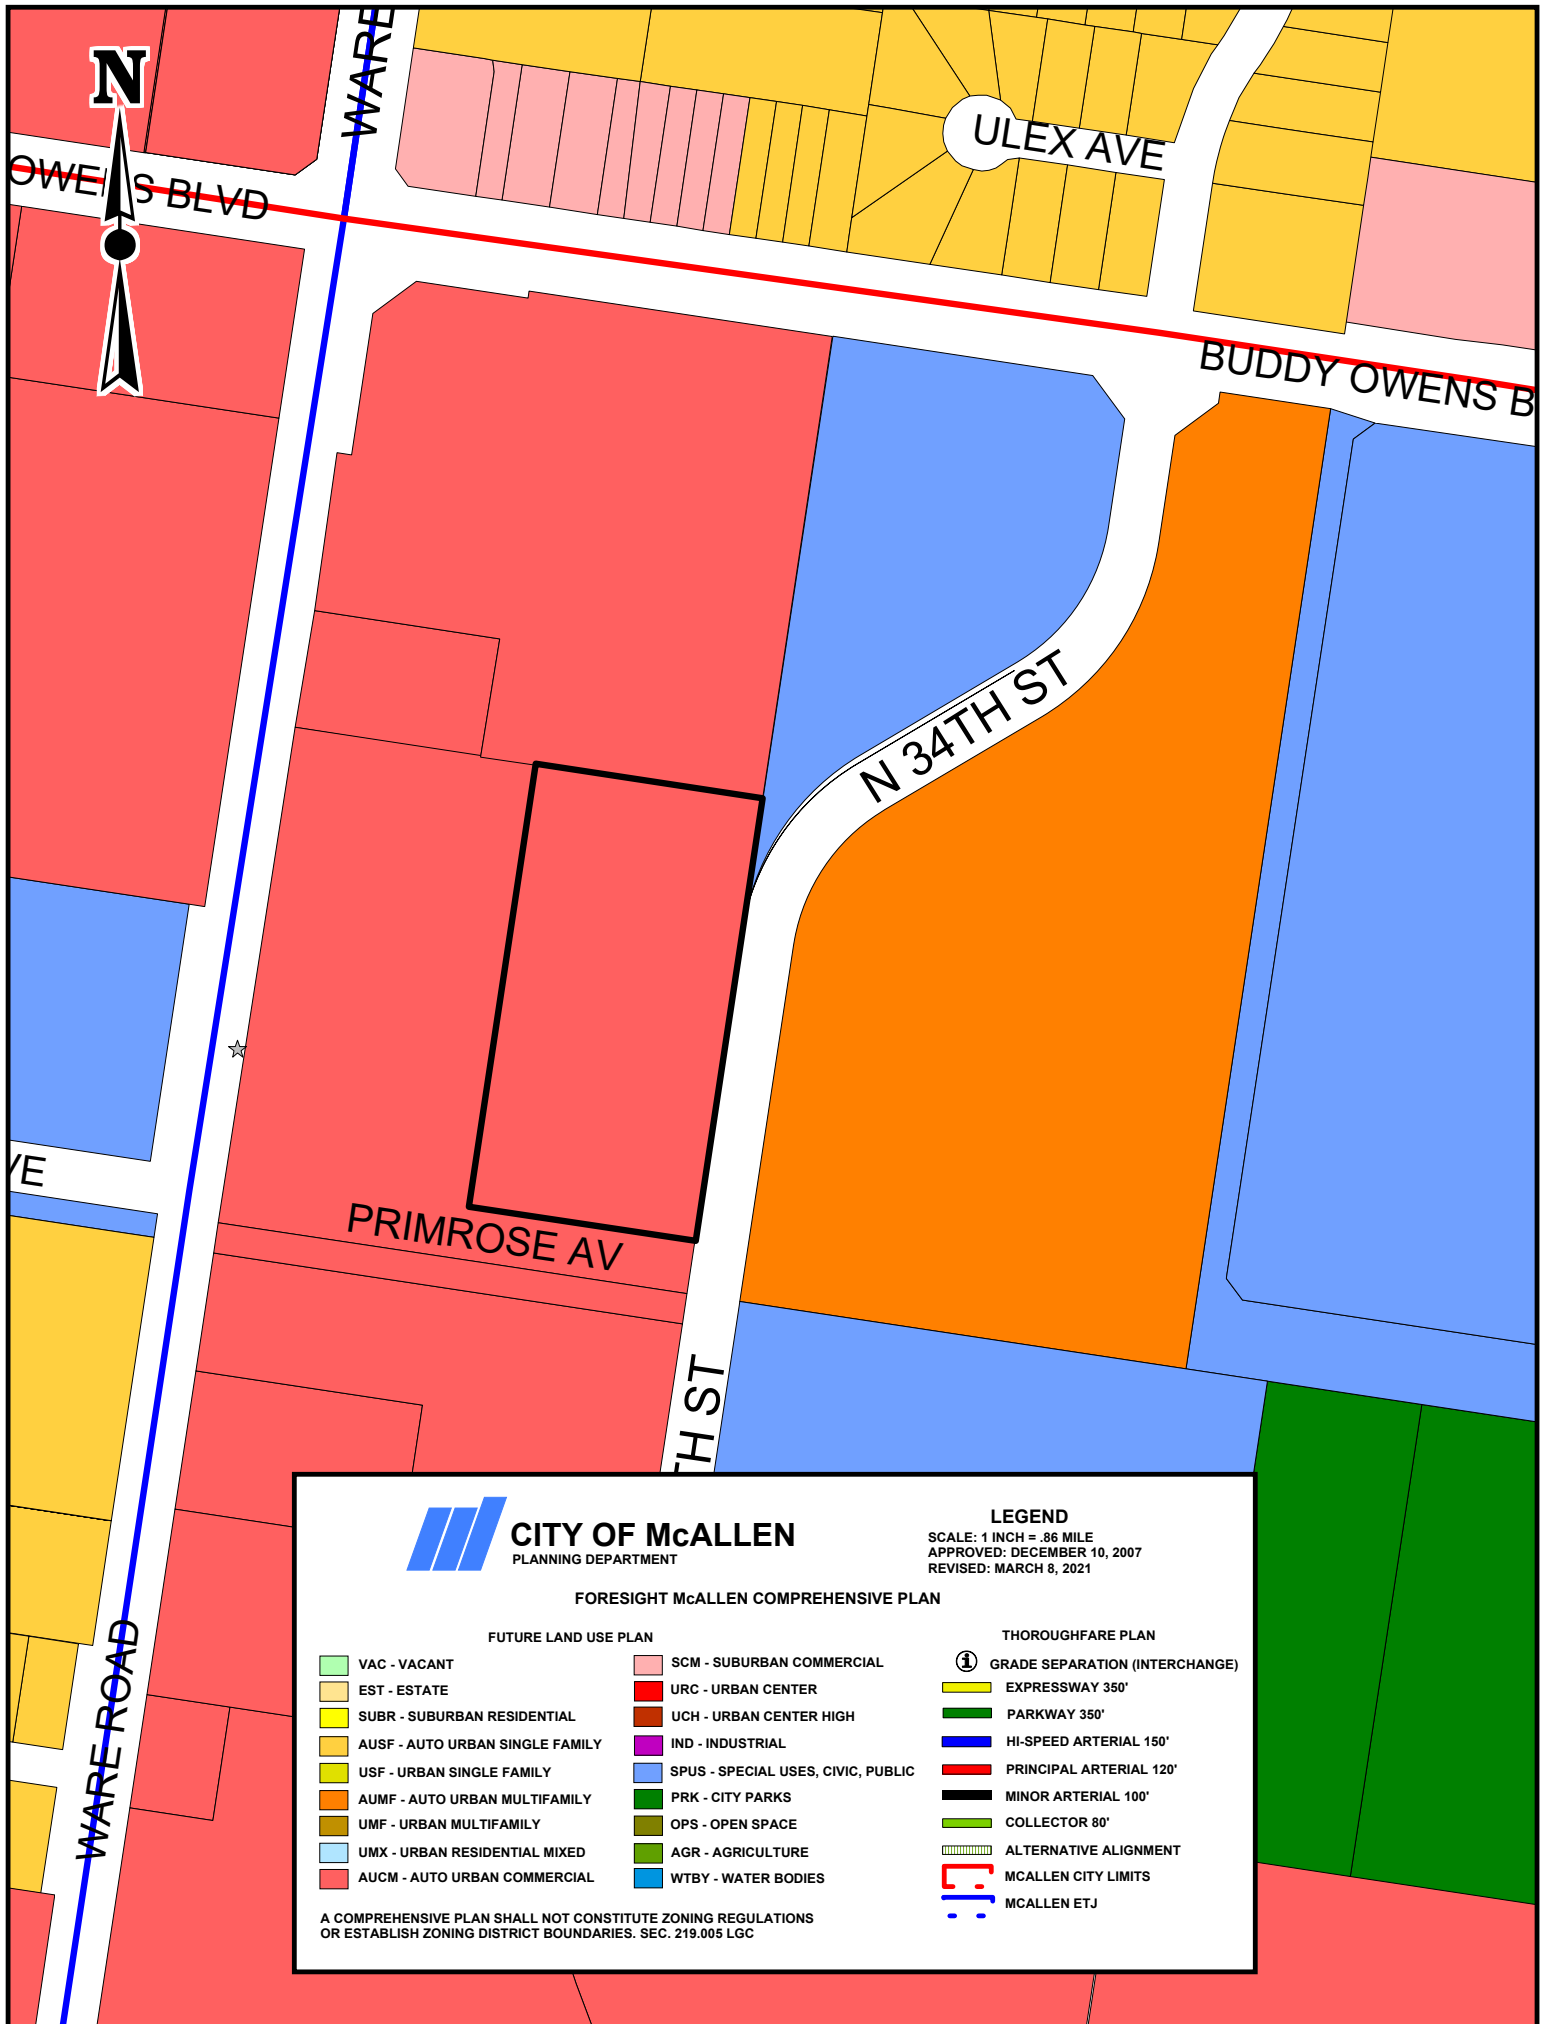 N
WARE
OWENS BLVD
ULEX AVE
BUDDY OWENS B
N 34TH ST
VE
PRIMROSE AV
TH ST
WARE ROAD
CITY OF McALLEN
PLANNING DEPARTMENT
LEGEND
SCALE: 1 INCH = .86 MILE
APPROVED: DECEMBER 10, 2007
REVISED: MARCH 8, 2021
FORESIGHT McALLEN COMPREHENSIVE PLAN
FUTURE LAND USE PLAN
VAC - VACANT
EST - ESTATE
SUBR - SUBURBAN RESIDENTIAL
AUSF - AUTO URBAN SINGLE FAMILY
USF - URBAN SINGLE FAMILY
AUMF - AUTO URBAN MULTIFAMILY
UMF - URBAN MULTIFAMILY
UMX - URBAN RESIDENTIAL MIXED
AUCM - AUTO URBAN COMMERCIAL
SCM - SUBURBAN COMMERCIAL
URC - URBAN CENTER
UCH - URBAN CENTER HIGH
IND - INDUSTRIAL
SPUS - SPECIAL USES, CIVIC, PUBLIC
PRK - CITY PARKS
OPS - OPEN SPACE
AGR - AGRICULTURE
WTBY - WATER BODIES
THOROUGHFARE PLAN
GRADE SEPARATION (INTERCHANGE)
EXPRESSWAY 350'
PARKWAY 350'
HI-SPEED ARTERIAL 150'
PRINCIPAL ARTERIAL 120'
MINOR ARTERIAL 100'
COLLECTOR 80'
ALTERNATIVE ALIGNMENT
MCALLEN CITY LIMITS
MCALLEN ETJ
A COMPREHENSIVE PLAN SHALL NOT CONSTITUTE ZONING REGULATIONS
OR ESTABLISH ZONING DISTRICT BOUNDARIES. SEC. 219.005 LGC